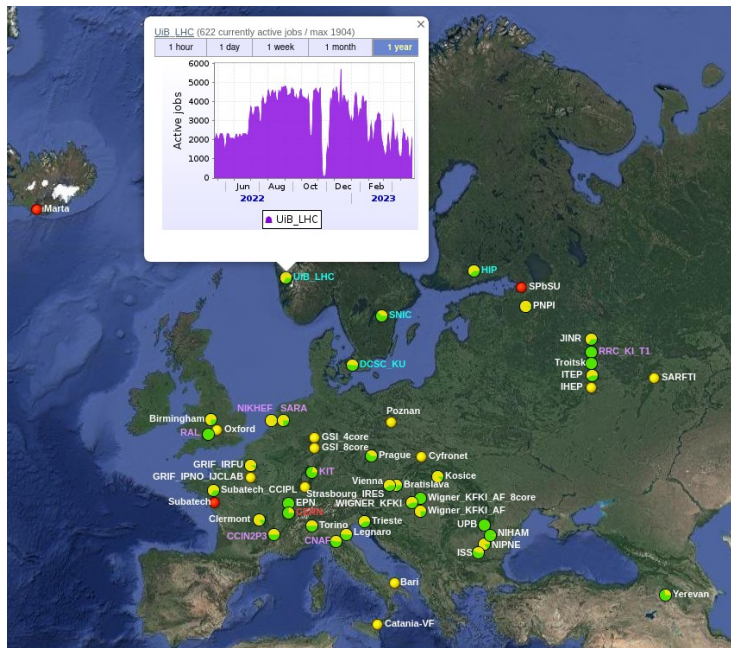 ×
UiB_LHC (622 currently active jobs / max 1904)
1 hour 1 day 1 week 1 month 1 year
6000
5000
4000
3000
2000
1000
0
Active jobs
Jun Aug Oct Dec Feb
2022 2023
UiB_LHC
Marta
UiB_LHC
HIP
SPbSU
PNPI
SNIC
JINR
RRC_KI_T1
Troitsk
DCSC_KU
ITEP
SARFTI
IHEP
NIKHEF_SARA
Poznan
Birmingham
Oxford
RAL
GSI_4core
GSI_8core
Prague
Cyfronet
GRIF_IRFU
KIT
GRIF_IPNO_IJCLAB
Kosice
Vienna
Bratislava
Subatech_CCIPL
Strasbourg_IRES
Wigner_KFKI_AF_8core
Subatech
EPN
WIGNER_KFKI
CERN
Wigner_KFKI_AF
Clermont
Torino
Trieste
UPB
CCIN2P3
Legnaro
NIHAM
CNAF
NIPNE
ISS
Bari
Yerevan
Catania-VF